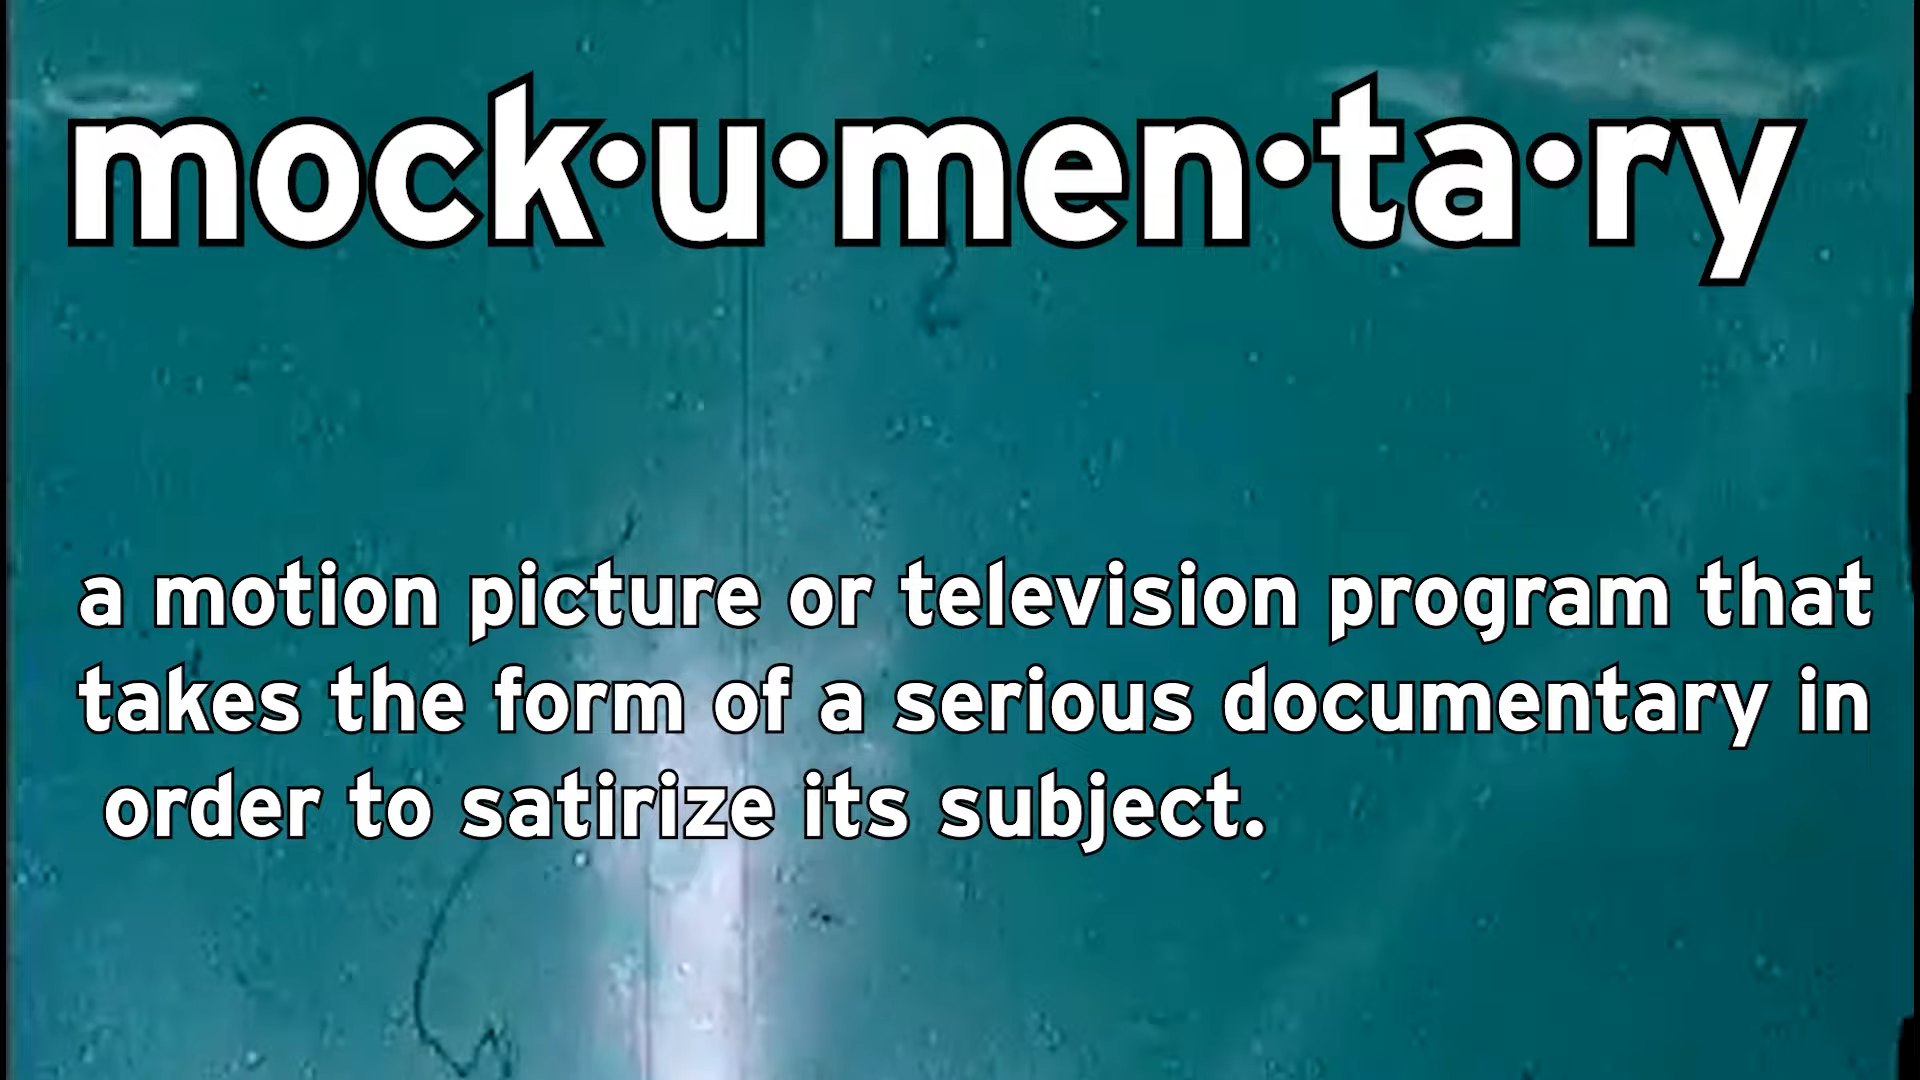 mock•u•men•ta•ry
a motion picture or television program that
takes the form of a serious documentary in
order to satirize its subject.